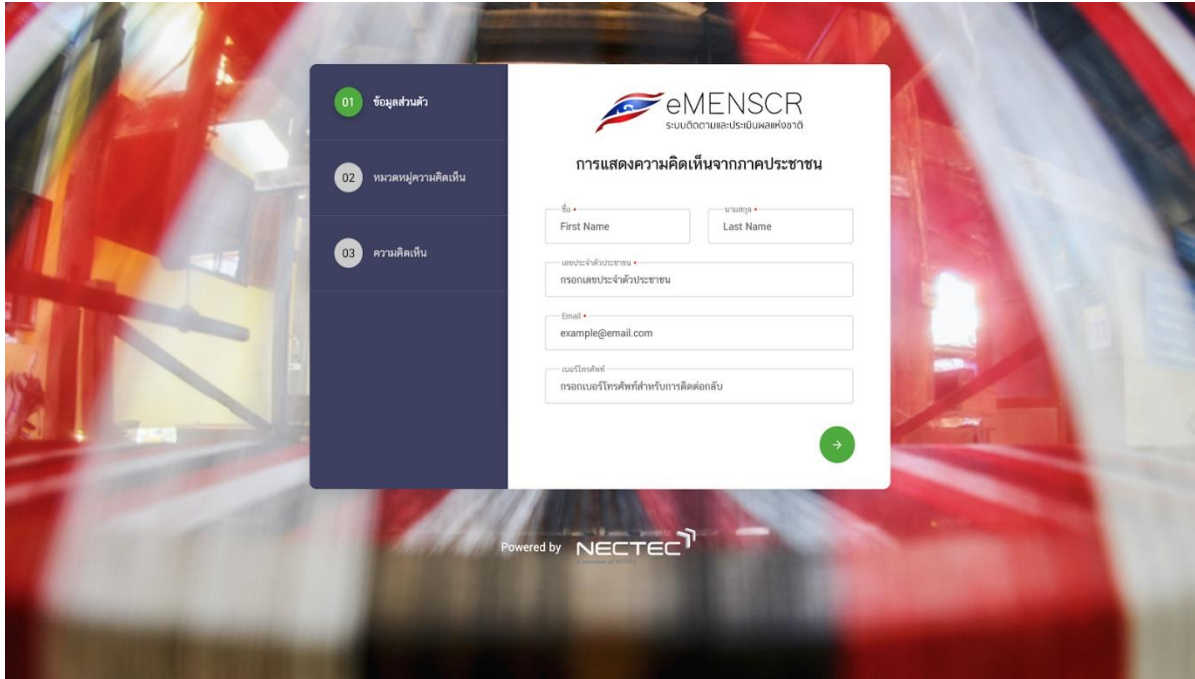 01 ข้อมูลส่วนตัว
02 หมวดหมู่ความคิดเห็น
03 ความคิดเห็น
eMENSCR
ระบบติดตามและประเมินผลแห่งชาติ
การแสดงความคิดเห็นจากภาคประชาชน
ชื่อ • นามสกุล •
First Name Last Name
เลขประจำตัวประชาชน •
กรอกเลขประจำตัวประชาชน
Email •
example@email.com
เบอร์โทรศัพท์
กรอกเบอร์โทรศัพท์สำหรับการติดต่อกลับ
→
Powered by NECTEC
a member of NSTDA